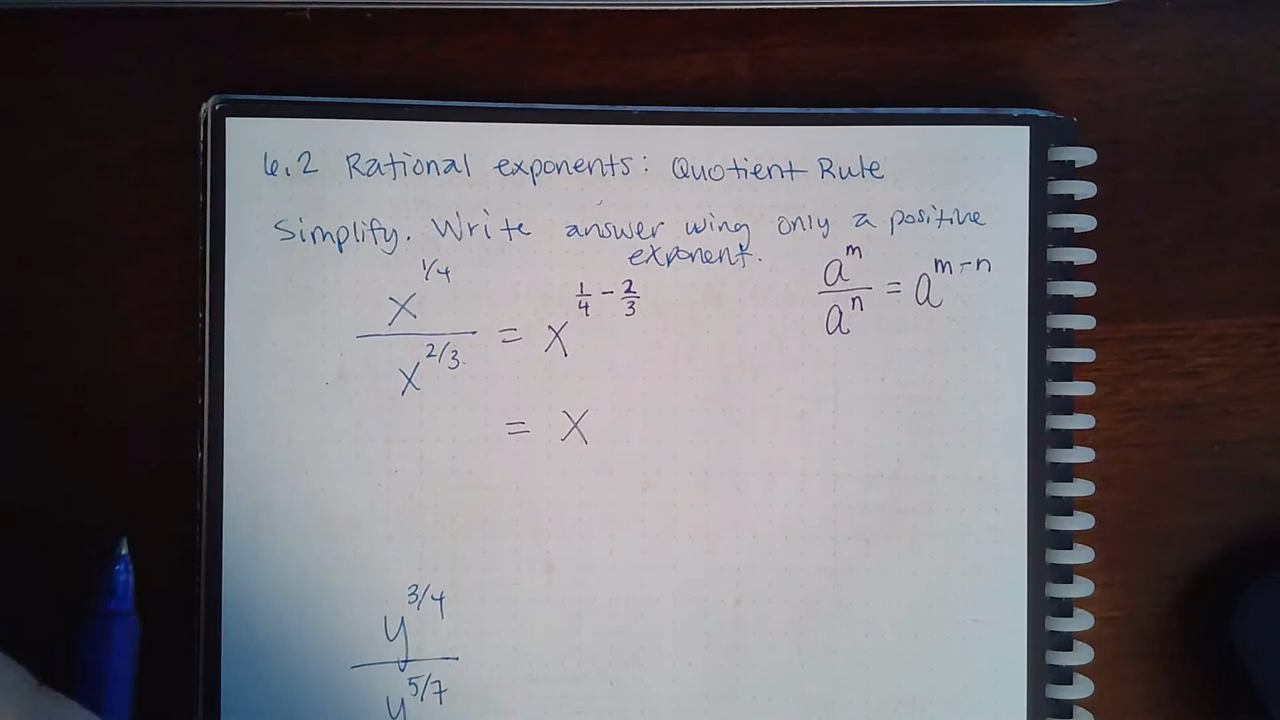 6.2 Rational exponents: Quotient Rule
Simplify. Write answer using only a positive
exponent.
x^{1/4} / x^{2/3} = x^{1/4 - 2/3}
a^m / a^n = a^{m-n}
= x
y^{3/4} / y^{5/7}